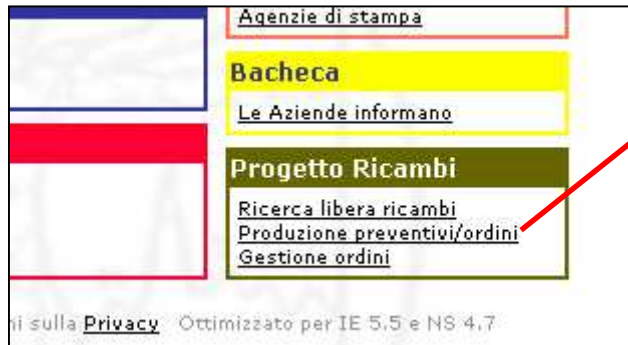 Agenzie di stampa
Bacheca
Le Aziende informano
Progetto Ricambi
Ricerca libera ricambi
Produzione preventivi/ordini
Gestione ordini
sulla Privacy Ottimizzato per IE 5.5 e NS 4.7